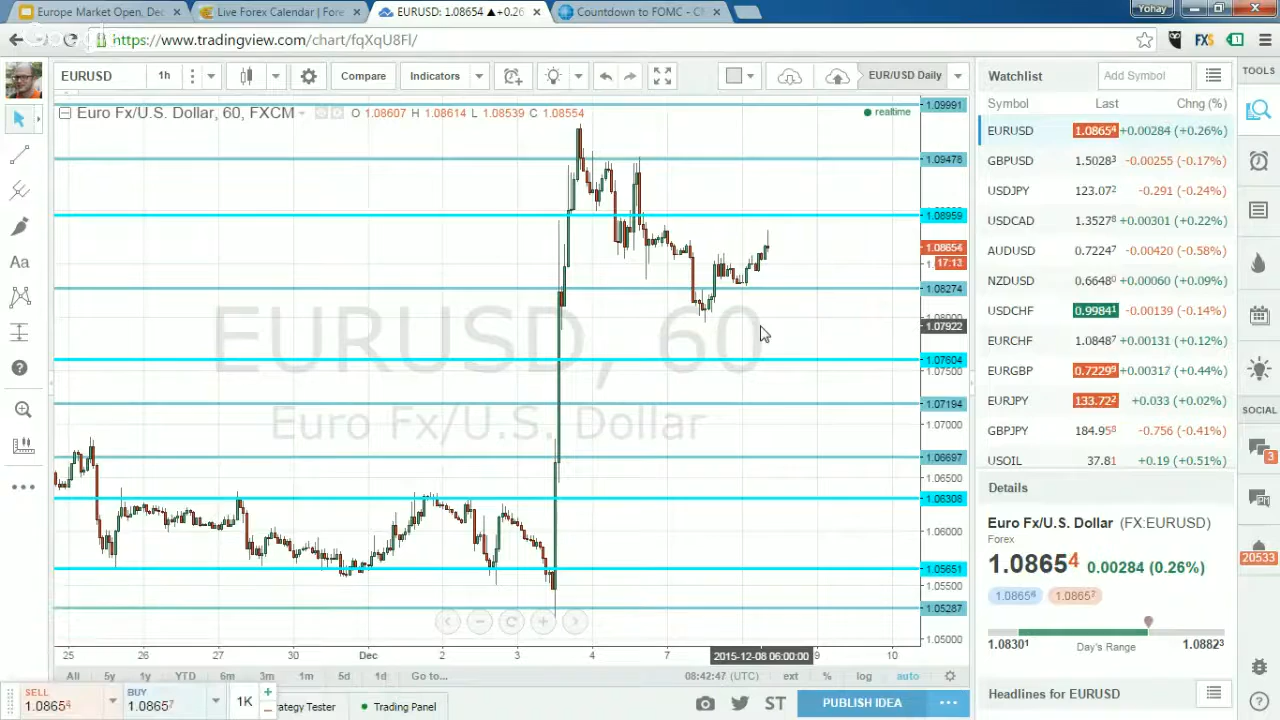 Europe Market Open, Dec
Live Forex Calendar | Fore
EURUSD: 1.08654 ▲+0.26
Countdown to FOMC - C
Yohay
https://www.tradingview.com/chart/fqXqU8Fl/
EURUSD 1h Compare Indicators EUR/USD Daily
Euro Fx/U.S. Dollar, 60, FXCM O 1.08607 H 1.08614 L 1.08539 C 1.08554
realtime
EURUSD, 60
Euro Fx/U.S. Dollar
1.09991
1.09478
1.08959
1.08654
17:13
1.08274
1.08000
1.07922
1.07604
1.07500
1.07194
1.07000
1.06697
1.06500
1.06308
1.06000
1.05651
1.05500
1.05287
1.05000
25 26 27 30 Dec 2 3 4 7 2015-12-08 06:00:00 9 10
All 5y 1y YTD 6m 3m 1m 5d 1d Go to... 08:42:47 (UTC) ext % log auto
SELL
1.08654
BUY
1.08657
1K
rategy Tester
Trading Panel
ST
PUBLISH IDEA
Watchlist Add Symbol
Symbol Last Chng (%)
EURUSD 1.08654 +0.00284 (+0.26%)
GBPUSD 1.50283 -0.00255 (-0.17%)
USDJPY 123.072 -0.291 (-0.24%)
USDCAD 1.35278 +0.00301 (+0.22%)
AUDUSD 0.72247 -0.00420 (-0.58%)
NZDUSD 0.66480 +0.00060 (+0.09%)
USDCHF 0.99841 -0.00139 (-0.14%)
EURCHF 1.08487 +0.00131 (+0.12%)
EURGBP 0.72299 +0.00317 (+0.44%)
EURJPY 133.722 +0.033 (+0.02%)
GBPJPY 184.958 -0.756 (-0.41%)
USOIL 37.81 +0.19 (+0.51%)
Details
Euro Fx/U.S. Dollar (FX:EURUSD)
Forex
1.08654 0.00284 (0.26%)
1.08657
1.08301 Day's Range 1.08823
Headlines for EURUSD
TOOLS
SOCIAL
3
20533
FXS
1
Aa